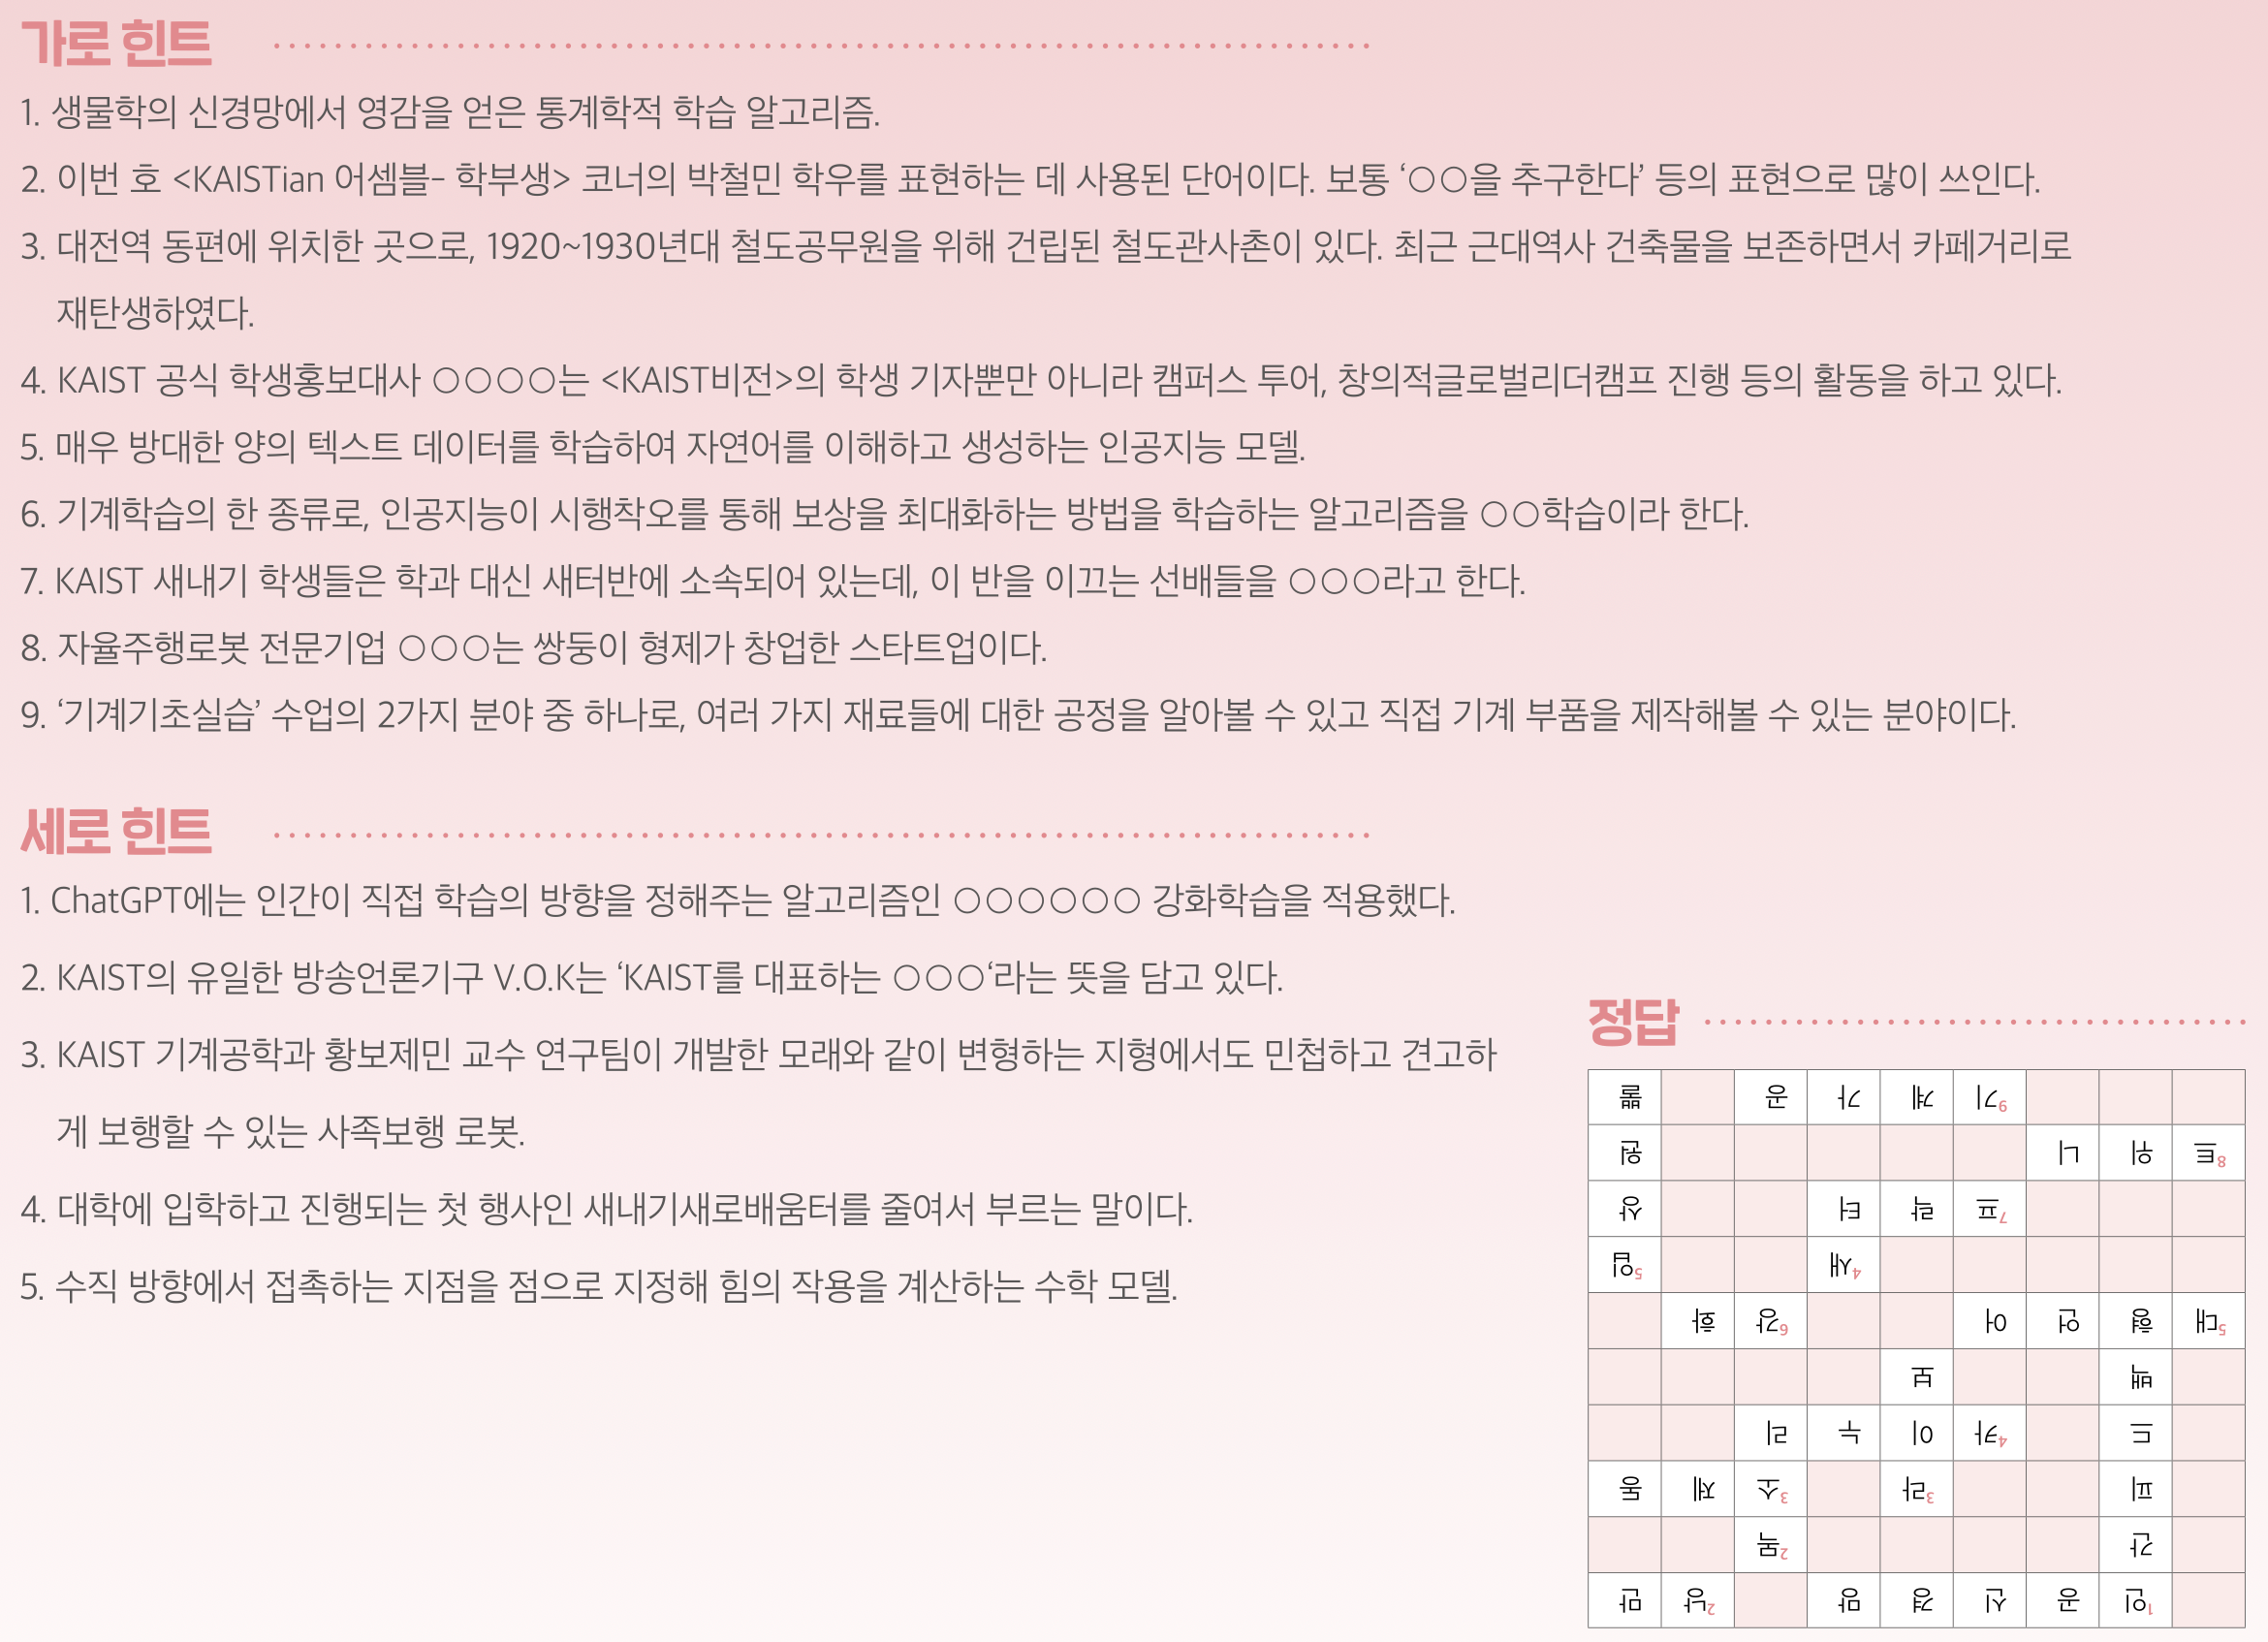 가로 힌트
1. 생물학의 신경망에서 영감을 얻은 통계학적 학습 알고리즘.
2. 이번 호 <KAISTian 어셈블- 학부생> 코너의 박철민 학우를 표현하는 데 사용된 단어이다. 보통 ‘○○을 추구한다’ 등의 표현으로 많이 쓰인다.
3. 대전역 동편에 위치한 곳으로, 1920~1930년대 철도공무원을 위해 건립된 철도관사촌이 있다. 최근 근대역사 건축물을 보존하면서 카페거리로
재탄생하였다.
4. KAIST 공식 학생홍보대사 ○○○○는 <KAIST비전>의 학생 기자뿐만 아니라 캠퍼스 투어, 창의적글로벌리더캠프 진행 등의 활동을 하고 있다.
5. 매우 방대한 양의 텍스트 데이터를 학습하여 자연어를 이해하고 생성하는 인공지능 모델.
6. 기계학습의 한 종류로, 인공지능이 시행착오를 통해 보상을 최대화하는 방법을 학습하는 알고리즘을 ○○학습이라 한다.
7. KAIST 새내기 학생들은 학과 대신 새터반에 소속되어 있는데, 이 반을 이끄는 선배들을 ○○○라고 한다.
8. 자율주행로봇 전문기업 ○○○는 쌍둥이 형제가 창업한 스타트업이다.
9. ‘기계기초실습’ 수업의 2가지 분야 중 하나로, 여러 가지 재료들에 대한 공정을 알아볼 수 있고 직접 기계 부품을 제작해볼 수 있는 분야이다.
세로 힌트
1. ChatGPT에는 인간이 직접 학습의 방향을 정해주는 알고리즘인 ○○○○○○ 강화학습을 적용했다.
2. KAIST의 유일한 방송언론기구 V.O.K는 ‘KAIST를 대표하는 ○○○‘라는 뜻을 담고 있다.
3. KAIST 기계공학과 황보제민 교수 연구팀이 개발한 모래와 같이 변형하는 지형에서도 민첩하고 견고하
게 보행할 수 있는 사족보행 로봇.
4. 대학에 입학하고 진행되는 첫 행사인 새내기새로배움터를 줄여서 부르는 말이다.
5. 수직 방향에서 접촉하는 지점을 점으로 지정해 힘의 작용을 계산하는 수학 모델.
정답
1인 공 신 경 망 2낭 만
간 2목
피 3라 3소 제 동
드 4카 이 누 리
백 보
5대 형 언 어 6강 화
4새 5입
7프 락 터 상
8트 위 니 원
9기 계 가 공 뿔